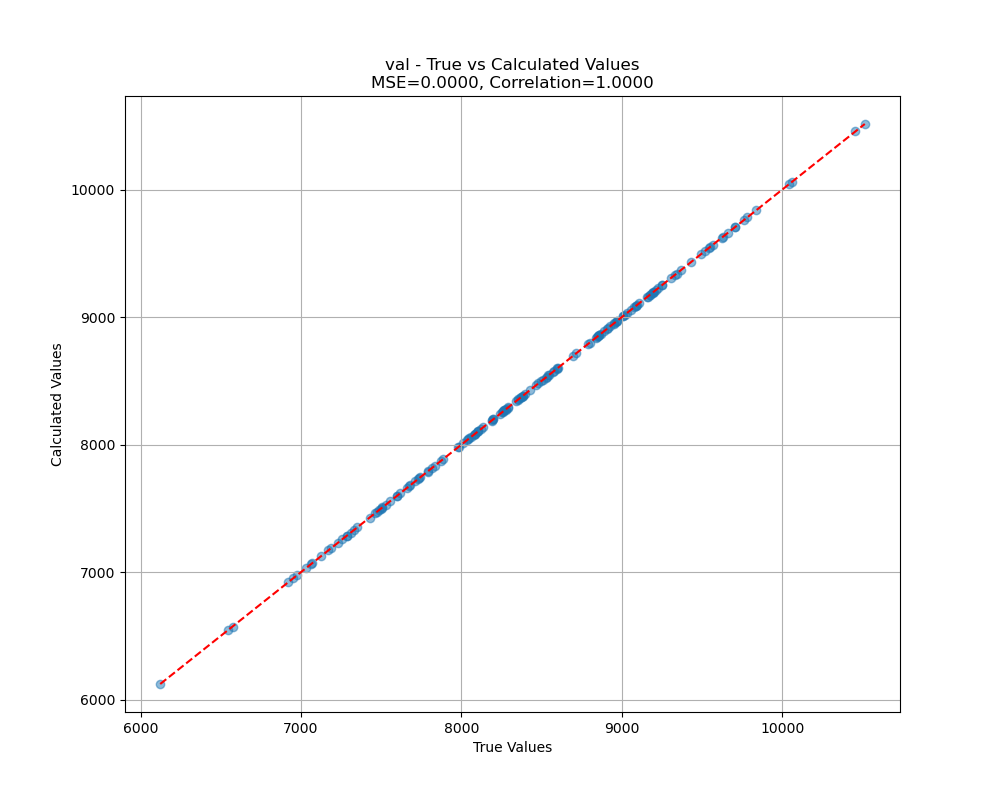 val - True vs Calculated Values
MSE=0.0000, Correlation=1.0000
10000
9000
8000
7000
6000
Calculated Values
6000 7000 8000 9000 10000
True Values